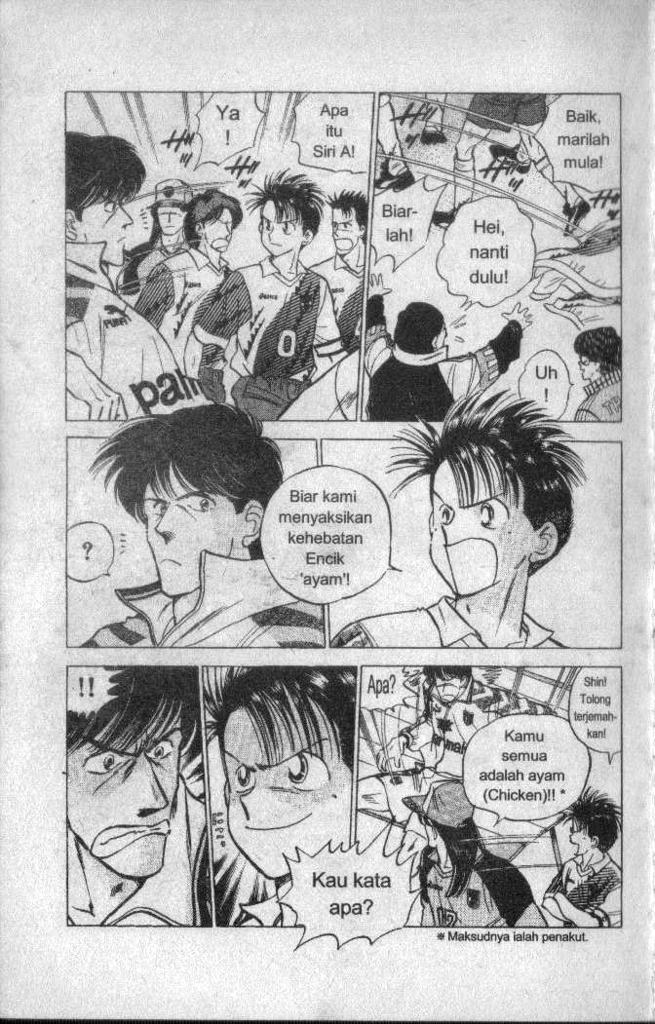 Ya
!
Apa
itu
Siri A!
Baik,
marilah
mula!
Biar-
lah!
Hei,
nanti
dulu!
Uh
!
PUMA
0
?
Biar kami
menyaksikan
kehebatan
Encik
'ayam'!
!!
Apa?
Shin!
Tolong
terjemah-
kan!
Kamu
semua
adalah ayam
(Chicken)!! *
Kau kata
apa?
* Maksudnya ialah penakut.